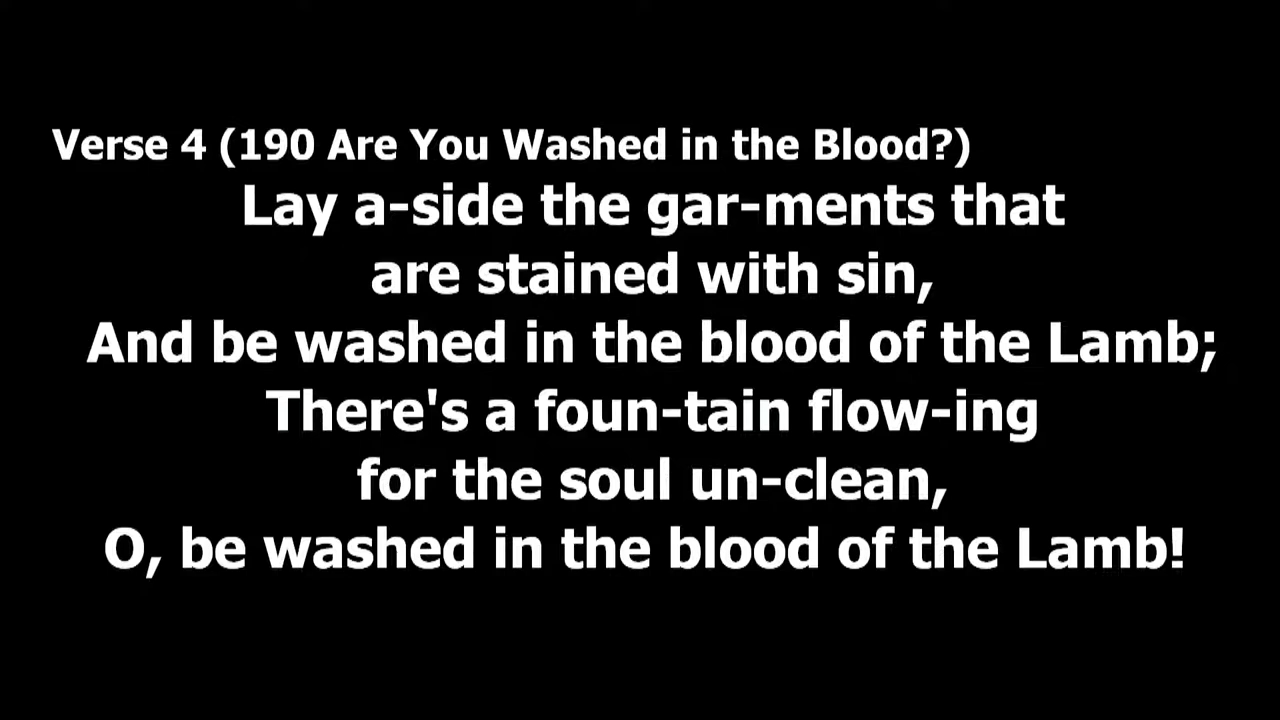 Verse 4 (190 Are You Washed in the Blood?)
Lay a-side the gar-ments that
are stained with sin,
And be washed in the blood of the Lamb;
There's a foun-tain flow-ing
for the soul un-clean,
O, be washed in the blood of the Lamb!